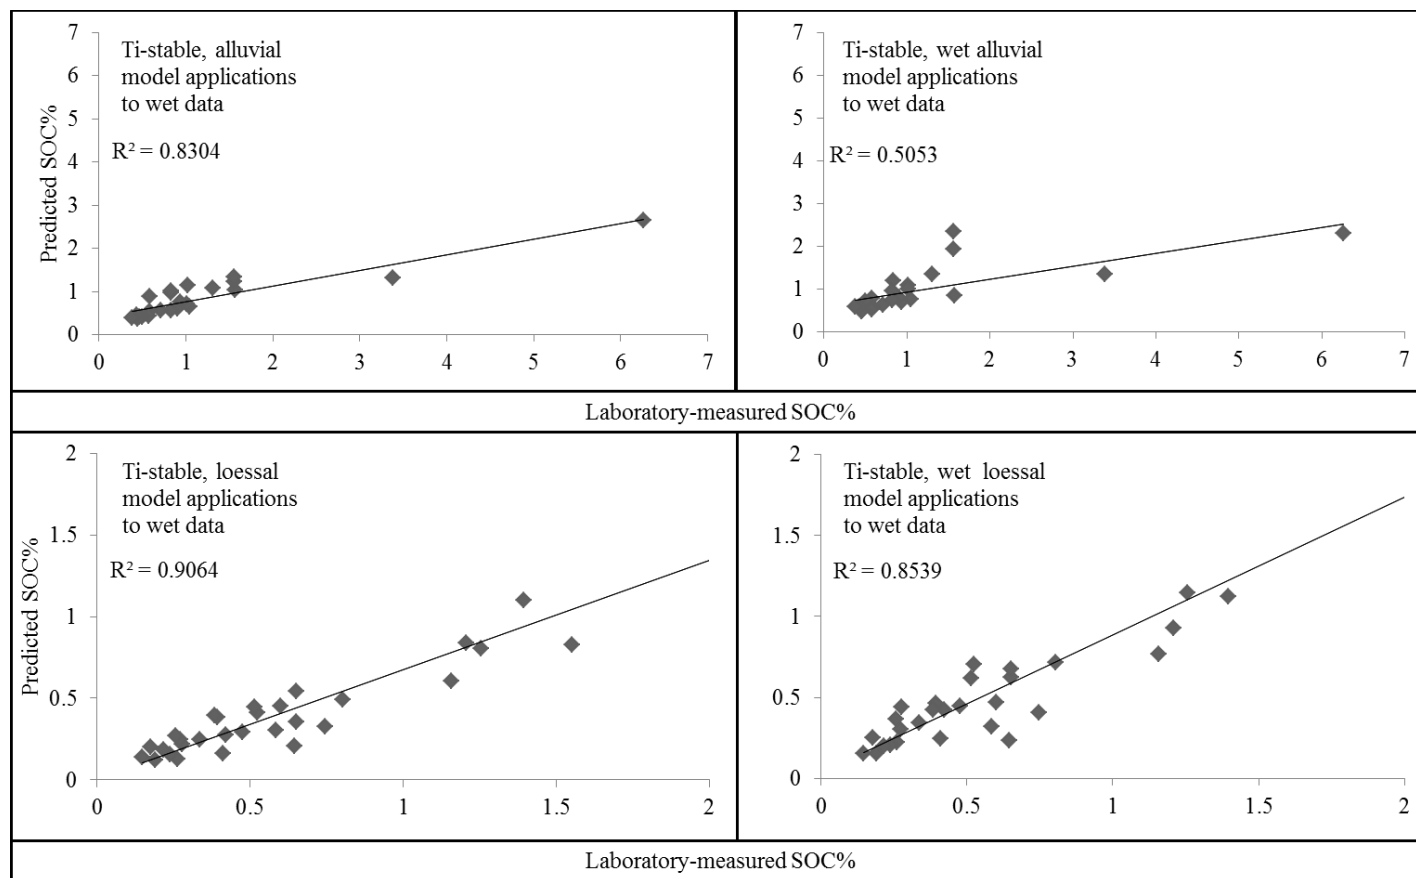 Ti-stable, alluvial
model applications
to wet data
R² = 0.8304
Predicted SOC%
7
6
5
4
3
2
1
0
0 1 2 3 4 5 6 7
Ti-stable, wet alluvial
model applications
to wet data
R² = 0.5053
7
6
5
4
3
2
1
0
0 1 2 3 4 5 6 7
Laboratory-measured SOC%
Ti-stable, loessal
model applications
to wet data
R² = 0.9064
Predicted SOC%
2
1.5
1
0.5
0
0 0.5 1 1.5 2
Ti-stable, wet loessal
model applications
to wet data
R² = 0.8539
2
1.5
1
0.5
0
0 0.5 1 1.5 2
Laboratory-measured SOC%